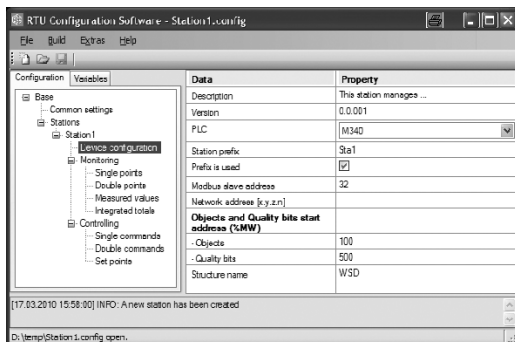 RTU Configuration Software - Station1.config
File Build Extras Help
Configuration Variables
Base
Common settings
Stations
Station1
Device configuration
Monitoring
Single points
Double points
Measured values
Integrated totals
Controlling
Single commands
Double commands
Set points
Data Property
Description This station manages ...
Version 0.0.001
PLC M340
Station prefix Sta1
Prefix is used
Modbus slave address 32
Network address [x.y.z.n]
Objects and Quality bits start
address (%MW)
- Objects 100
- Quality bits 500
Structure name WSD
[17.03.2010 15:58:00] INFO: A new station has been created
D:\temp\Station1.config open.